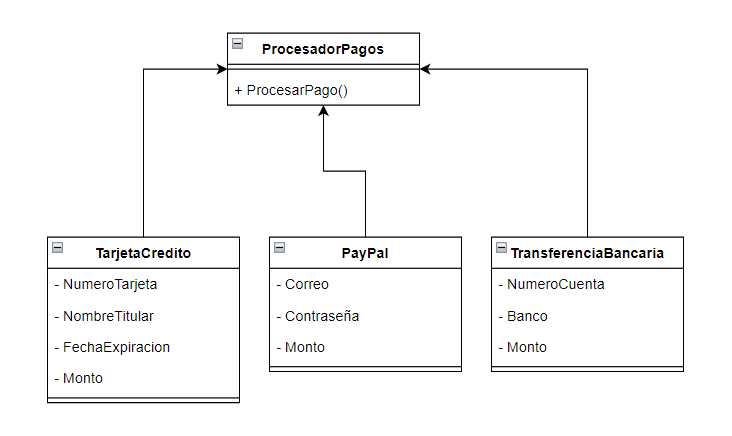 ProcesadorPagos
+ ProcesarPago()
TarjetaCredito
- NumeroTarjeta
- NombreTitular
- FechaExpiracion
- Monto
PayPal
- Correo
- Contraseña
- Monto
TransferenciaBancaria
- NumeroCuenta
- Banco
- Monto